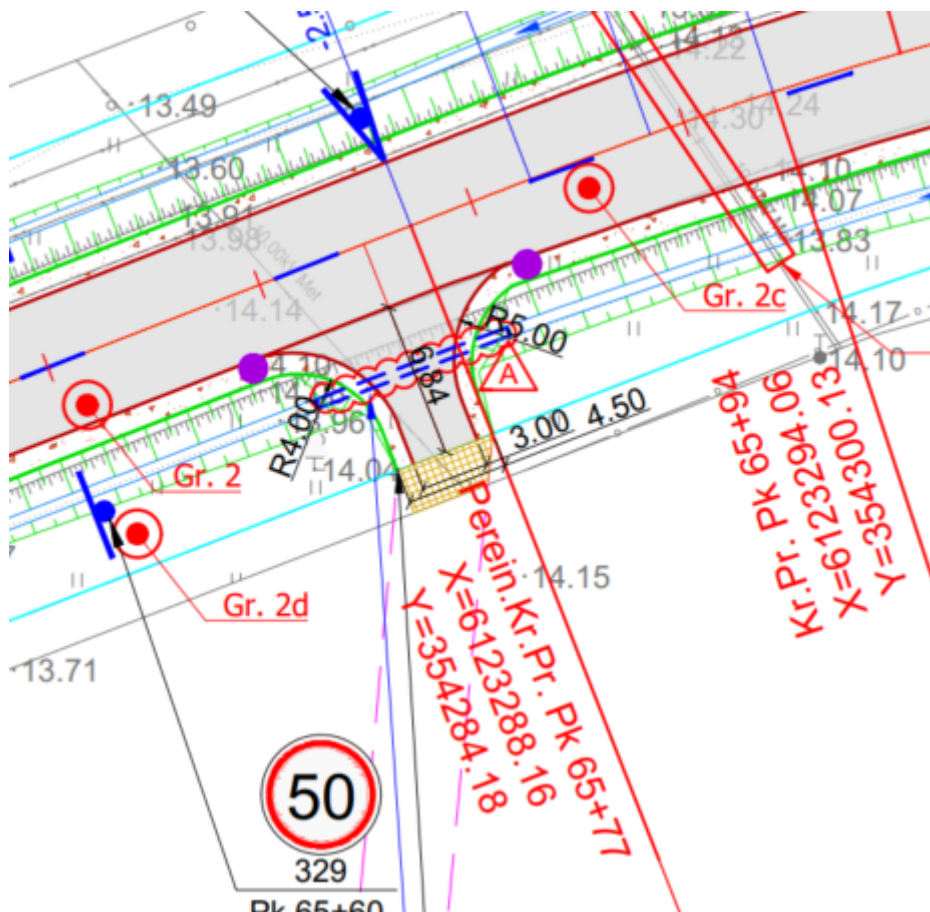 -2.5
14.12
14.22
14.24
14.30
13.49
13.60
13.91
13.98
14.10
14.07
13.83
Gr. 2c
14.14
14.17
14.10
R5.00
6.84
A
R4.00
3.00 4.50
14.04
Gr. 2
Kr.Pr. Pk 65+94
X=6123294.06
Y=354300.13
Perein.Kr.Pr. Pk 65+77
X=6123288.16
Y=354284.18
14.15
Gr. 2d
13.71
50
329
Pk 65+60